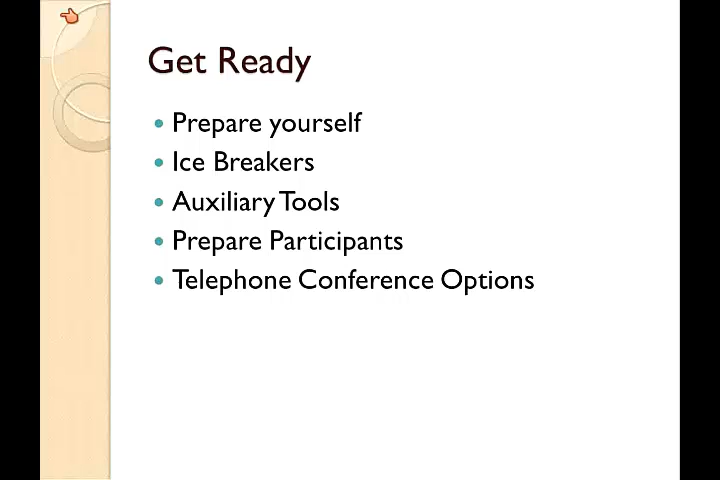 Get Ready
Prepare yourself
Ice Breakers
Auxiliary Tools
Prepare Participants
Telephone Conference Options